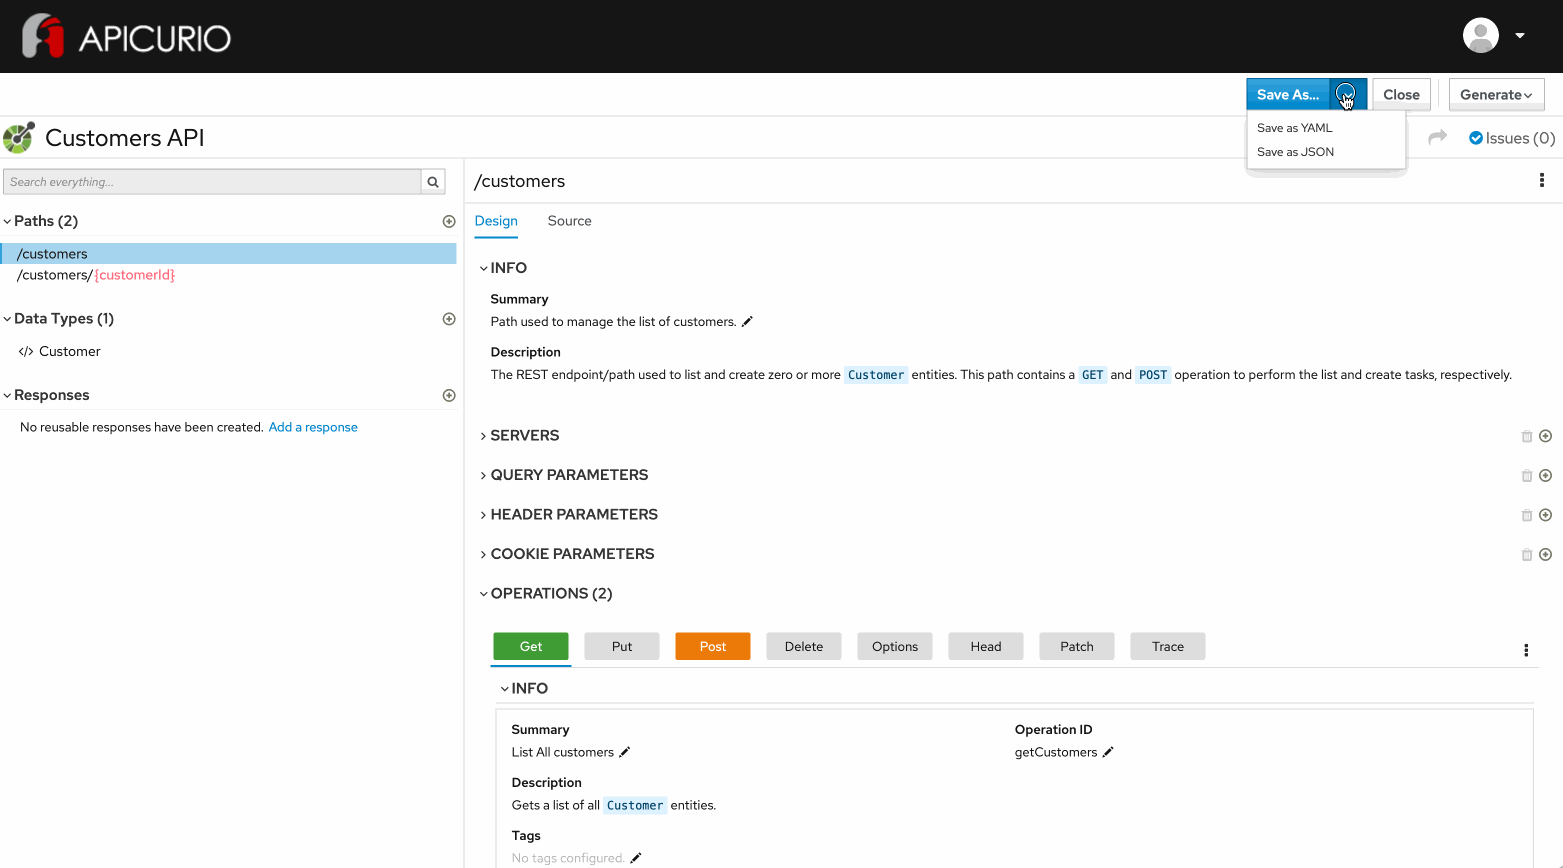 APICURIO
Save As...
Close
Generate
Save as YAML
Save as JSON
Customers API
Issues (0)
Search everything...
Paths (2)
/customers
/customers/{customerId}
Data Types (1)
</> Customer
Responses
No reusable responses have been created. Add a response
/customers
Design
Source
INFO
Summary
Path used to manage the list of customers.
Description
The REST endpoint/path used to list and create zero or more Customer entities. This path contains a GET and POST operation to perform the list and create tasks, respectively.
SERVERS
QUERY PARAMETERS
HEADER PARAMETERS
COOKIE PARAMETERS
OPERATIONS (2)
Get
Put
Post
Delete
Options
Head
Patch
Trace
INFO
Summary
List All customers
Operation ID
getCustomers
Description
Gets a list of all Customer entities.
Tags
No tags configured.